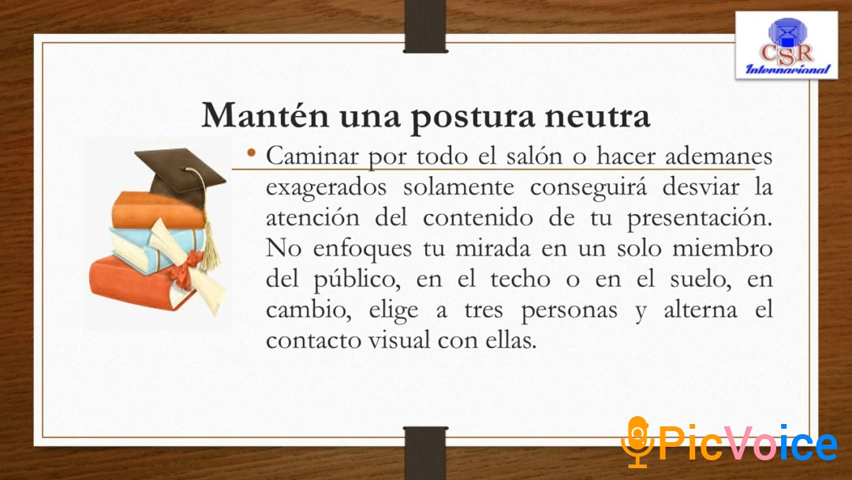 CSR
Internacional
Mantén una postura neutra
• Caminar por todo el salón o hacer ademanes
exagerados solamente conseguirá desviar la
atención del contenido de tu presentación.
No enfoques tu mirada en un solo miembro
del público, en el techo o en el suelo, en
cambio, elige a tres personas y alterna el
contacto visual con ellas.
PicVoice